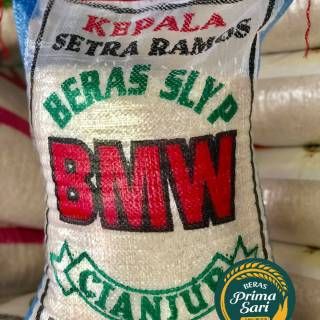 KEPALA
SETRA RAMOS
BERAS SLYP
BMW
CIANJUR
BERAS
Prima
Sari